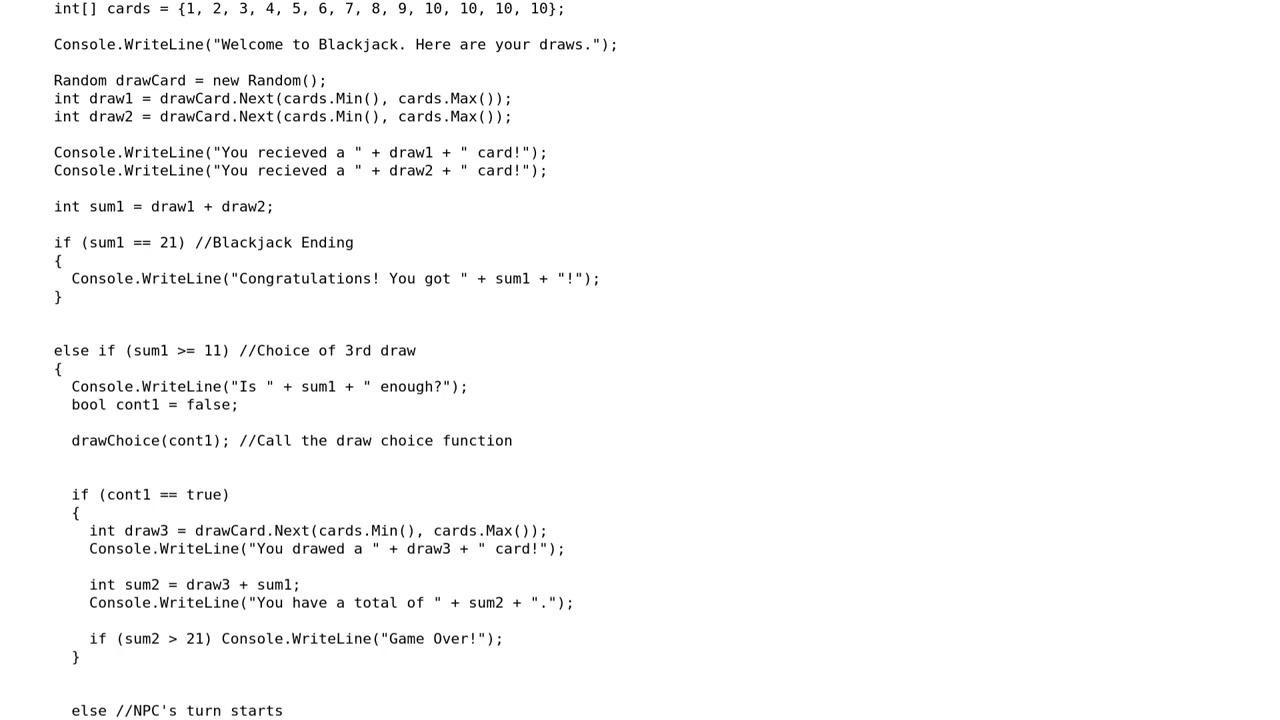 int[] cards = {1, 2, 3, 4, 5, 6, 7, 8, 9, 10, 10, 10, 10};
Console.WriteLine("Welcome to Blackjack. Here are your draws.");
Random drawCard = new Random();
int draw1 = drawCard.Next(cards.Min(), cards.Max());
int draw2 = drawCard.Next(cards.Min(), cards.Max());
Console.WriteLine("You recieved a " + draw1 + " card!");
Console.WriteLine("You recieved a " + draw2 + " card!");
int sum1 = draw1 + draw2;
if (sum1 == 21) //Blackjack Ending
{
  Console.WriteLine("Congratulations! You got " + sum1 + "!");
}
else if (sum1 >= 11) //Choice of 3rd draw
{
  Console.WriteLine("Is " + sum1 + " enough?");
  bool cont1 = false;
  drawChoice(cont1); //Call the draw choice function
  if (cont1 == true)
  {
    int draw3 = drawCard.Next(cards.Min(), cards.Max());
    Console.WriteLine("You drawed a " + draw3 + " card!");
    int sum2 = draw3 + sum1;
    Console.WriteLine("You have a total of " + sum2 + ".");
    if (sum2 > 21) Console.WriteLine("Game Over!");
  }
  else //NPC's turn starts